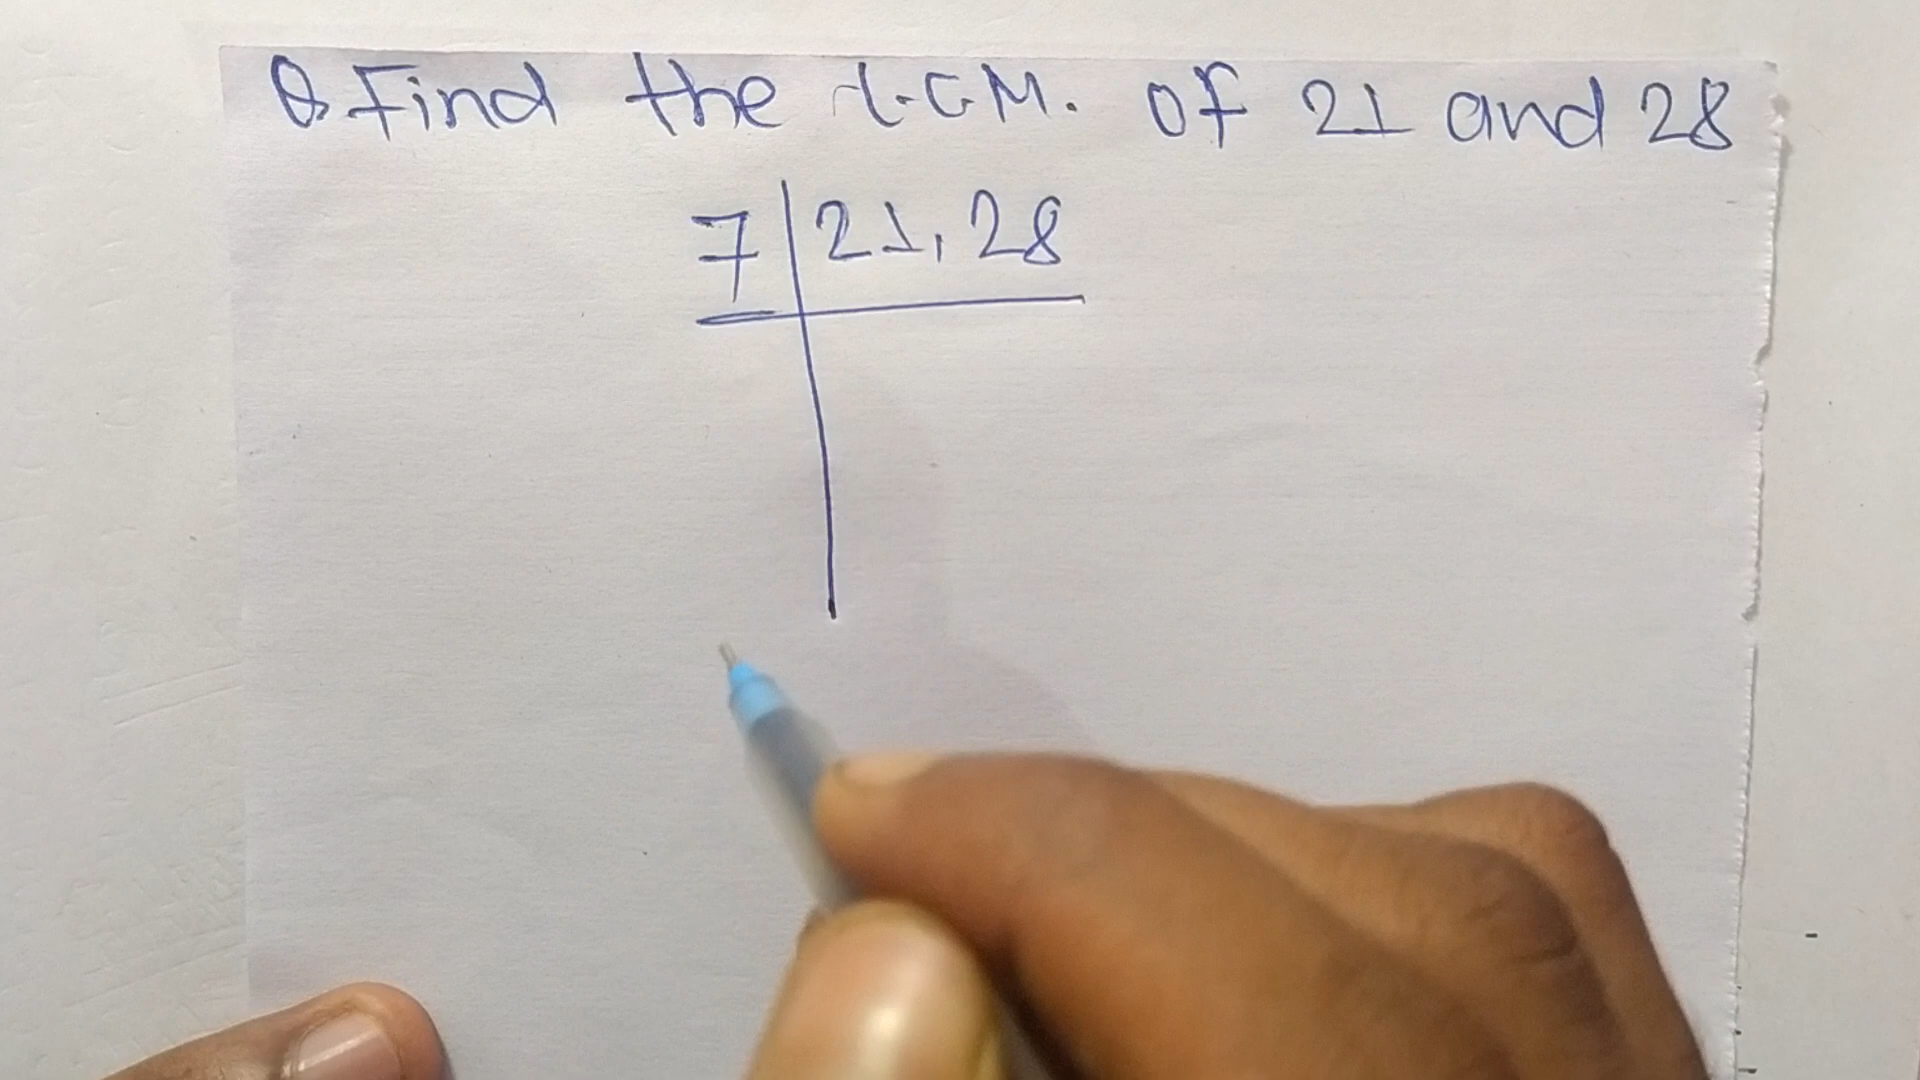 Q Find the L.C.M. of 21 and 28
7 | 21, 28